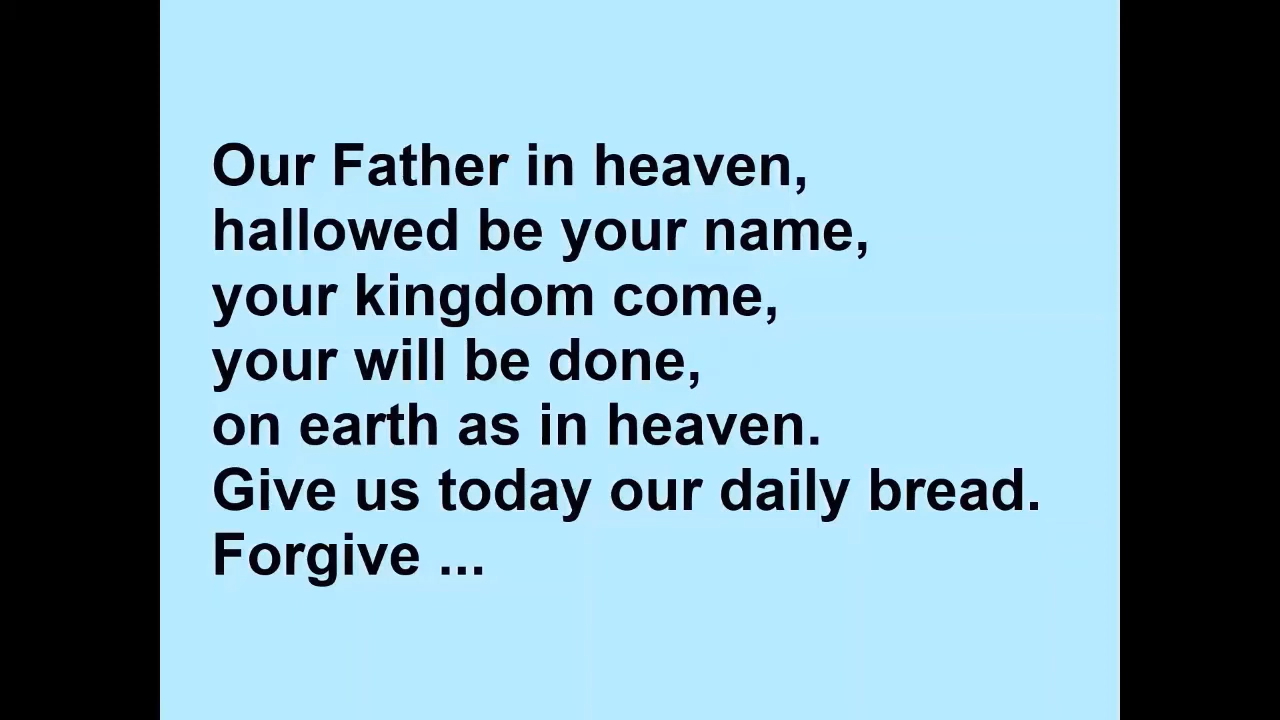 Our Father in heaven,
hallowed be your name,
your kingdom come,
your will be done,
on earth as in heaven.
Give us today our daily bread.
Forgive ...